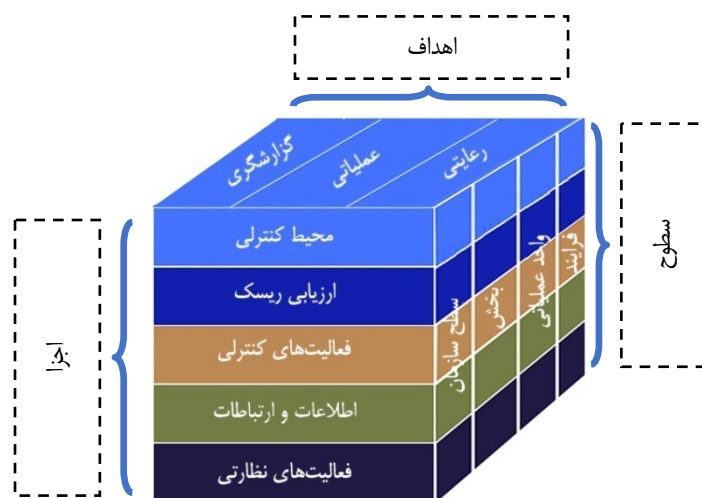 اهداف
گزارشگری
عملیاتی
رعایتی
سطوح
اجزا
محیط کنترلی
ارزیابی ریسک
فعالیت‌های کنترلی
اطلاعات و ارتباطات
فعالیت‌های نظارتی
سطح سازمان
بخش
واحد عملیاتی
فرایند